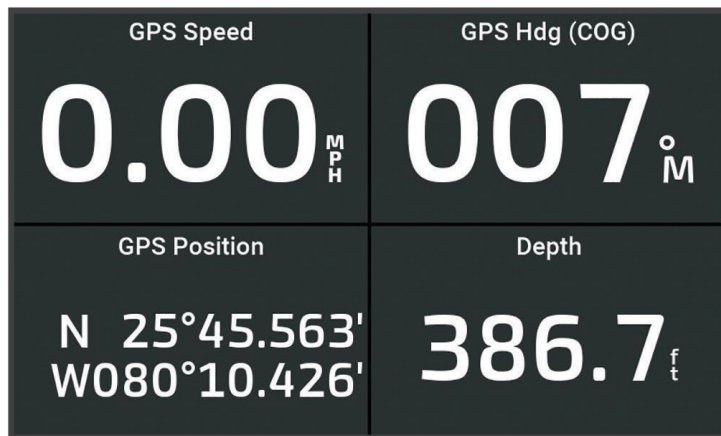 GPS Speed
0.00 MPH
GPS Hdg (COG)
007°M
GPS Position
N 25°45.563'
W080°10.426'
Depth
386.7 ft